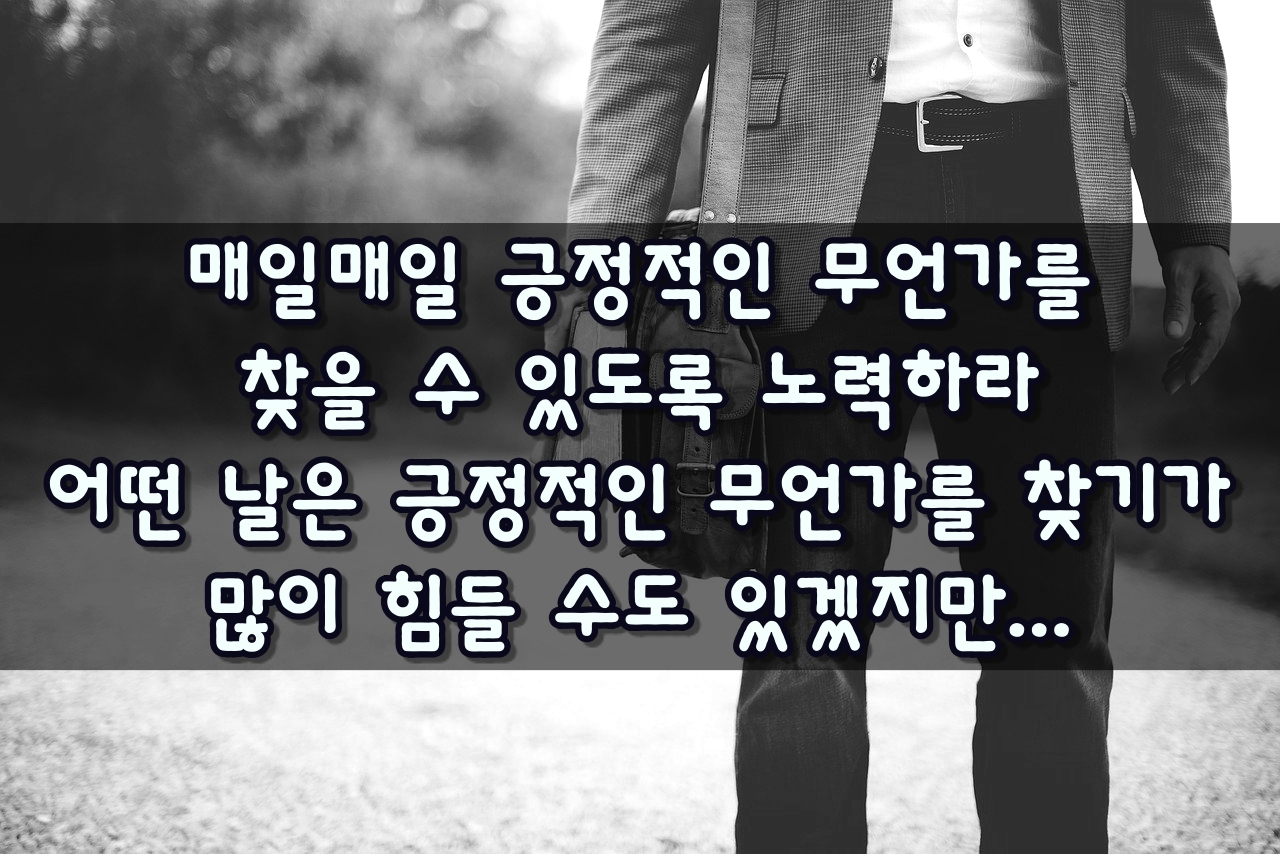 매일매일 긍정적인 무언가를
찾을 수 있도록 노력하라
어떤 날은 긍정적인 무언가를 찾기가
많이 힘들 수도 있겠지만...